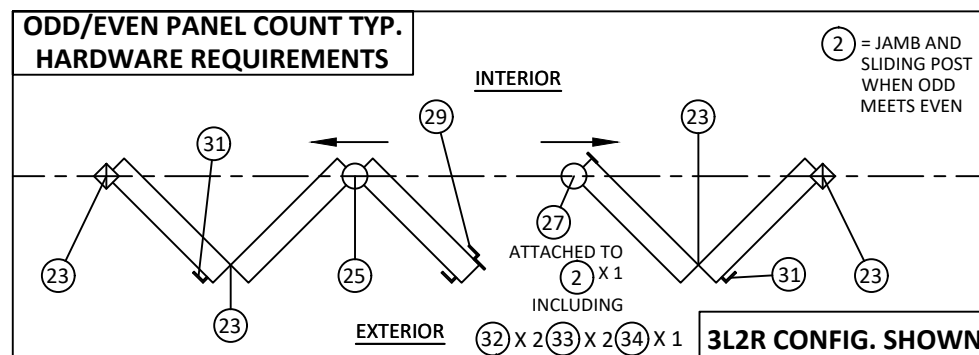 ODD/EVEN PANEL COUNT TYP.
HARDWARE REQUIREMENTS
2 = JAMB AND
SLIDING POST
WHEN ODD
MEETS EVEN
INTERIOR
31
29
23
23
23
25
27
31
23
ATTACHED TO
2 X 1
INCLUDING
32 X 2 33 X 2 34 X 1
EXTERIOR
3L2R CONFIG. SHOWN